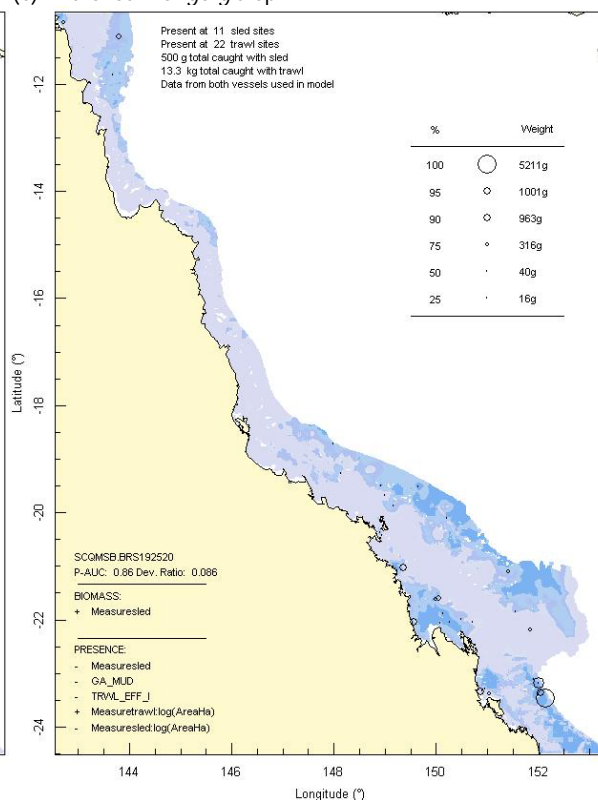 Present at 11 sled sites
Present at 22 trawl sites
500 g total caught with sled
13.3 kg total caught with trawl
Data from both vessels used in model
% Weight
100 5211g
95 1001g
90 963g
75 316g
50 40g
25 16g
-12
-14
-16
-18
-20
-22
-24
Latitude (°)
SCQMSB.BRS192520
P-AUC: 0.86 Dev. Ratio: 0.086
BIOMASS:
+ Measuresled
PRESENCE:
- Measuresled
- GA_MUD
- TRWL_EFF_I
+ Measuretrawl:log(AreaHa)
- Measuresled:log(AreaHa)
144 146 148 150 152
Longitude (°)